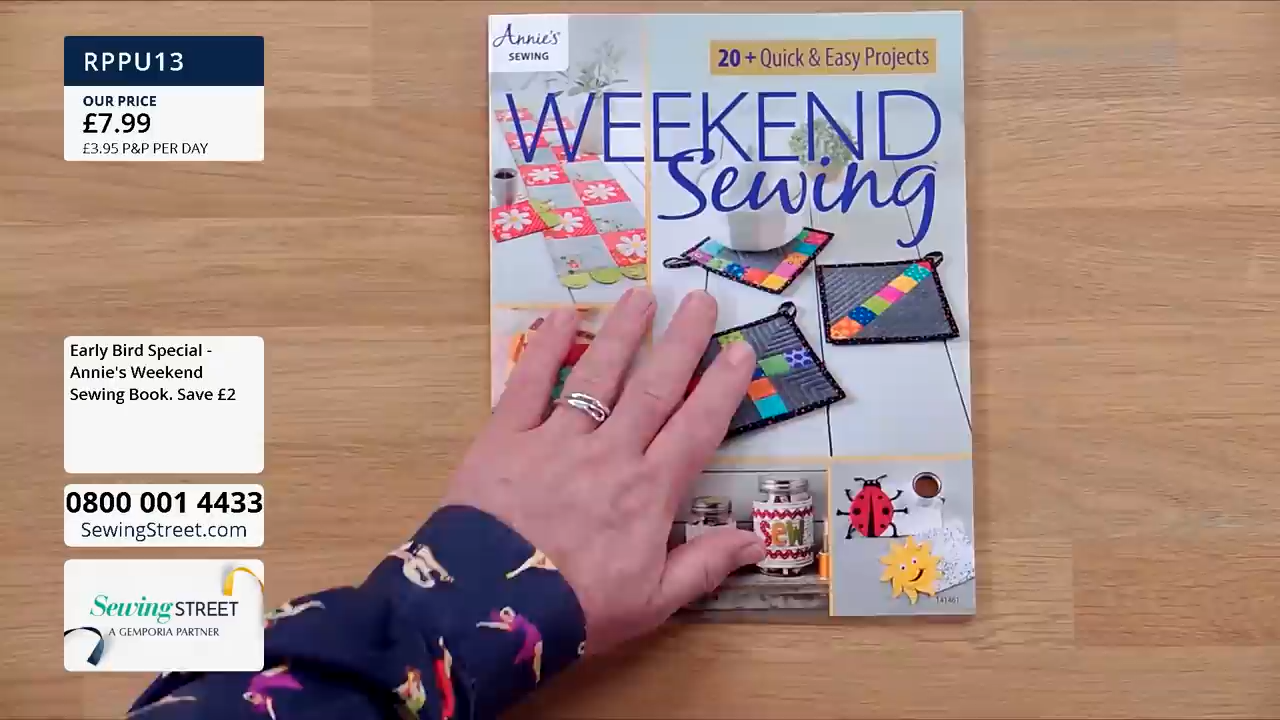 RPPU13
OUR PRICE
£7.99
£3.95 P&P PER DAY
Early Bird Special -
Annie's Weekend
Sewing Book. Save £2
0800 001 4433
SewingStreet.com
Sewing STREET
A GEMPORIA PARTNER
Annie's®
SEWING
20 + Quick & Easy Projects
WEEKEND
Sewing
SEW
141461